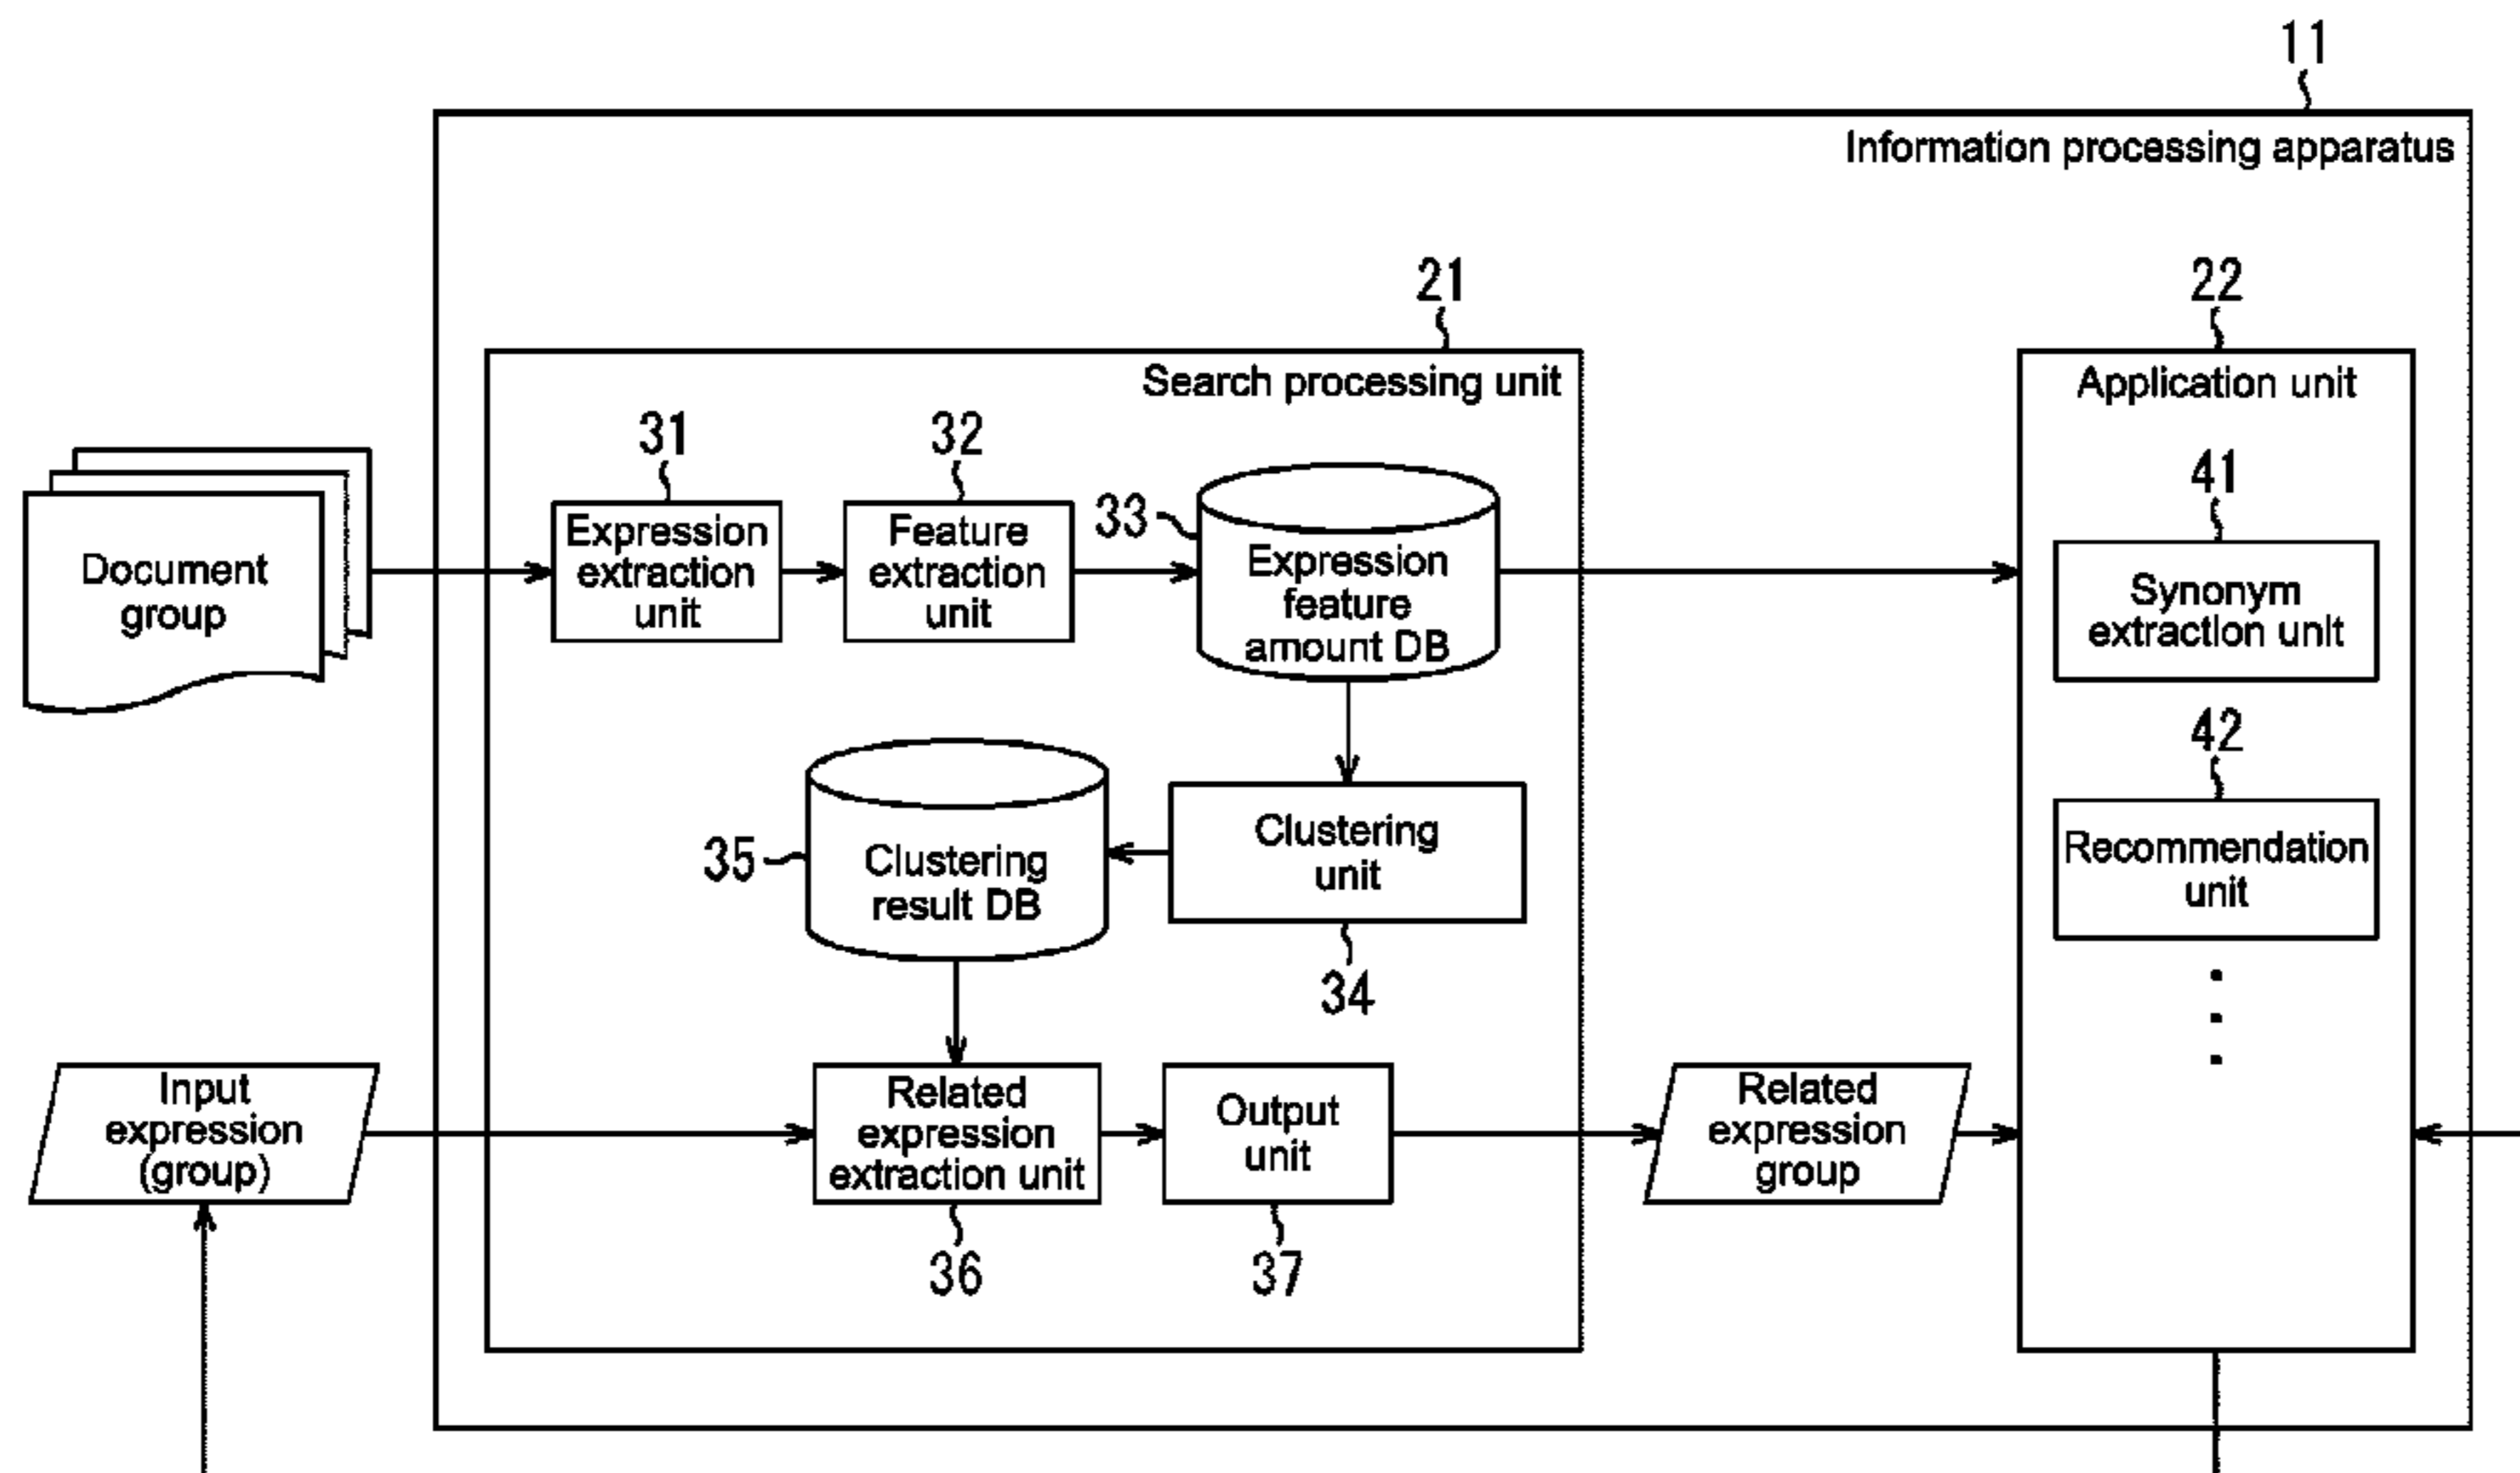 11
Information processing apparatus
21
22
Search processing unit
Application unit
31
32
33
41
Document
group
Expression
extraction
unit
Feature
extraction
unit
Expression
feature
amount DB
Synonym
extraction unit
42
35
Clustering
result DB
Clustering
unit
Recommendation
unit
34
Input
expression
(group)
Related
expression
extraction unit
Output
unit
Related
expression
group
36
37